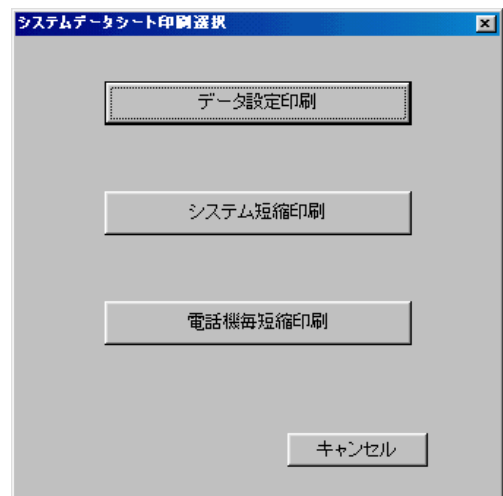 システムデータシート印刷選択
データ設定印刷
システム短縮印刷
電話機毎短縮印刷
キャンセル